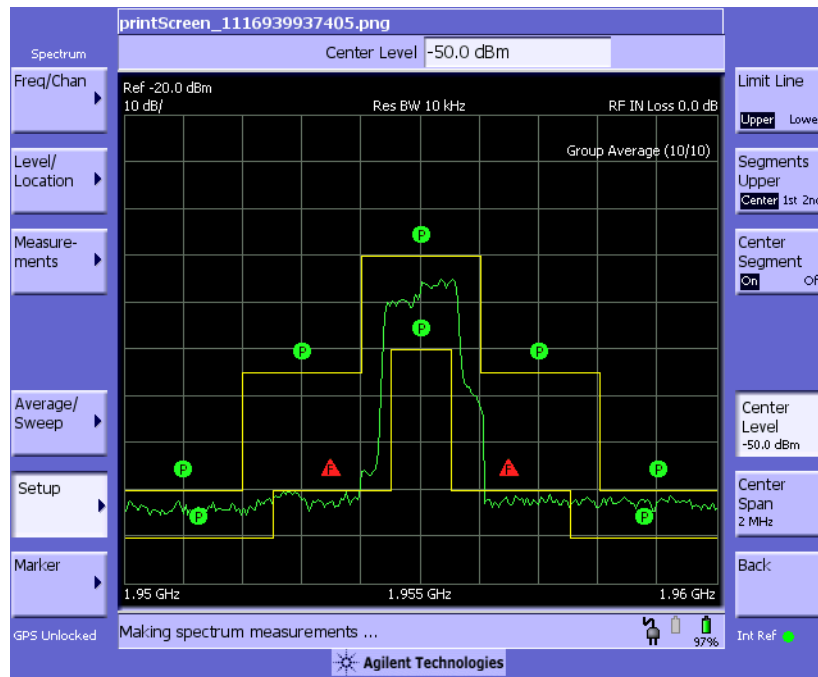 printScreen_1116939937405.png
Spectrum
Center Level -50.0 dBm
Freq/Chan
Level/
Location
Measure-
ments
Average/
Sweep
Setup
Marker
GPS Unlocked
Ref -20.0 dBm
10 dB/ Res BW 10 kHz RF IN Loss 0.0 dB
Group Average (10/10)
P
P
P
P
P
F
F
P
P
P
1.95 GHz 1.955 GHz 1.96 GHz
Making spectrum measurements ...
97%
Agilent Technologies
Limit Line
Upper Lowe
Segments
Upper
Center 1st 2nd
Center
Segment
On Of
Center
Level
-50.0 dBm
Center
Span
2 MHz
Back
Int Ref